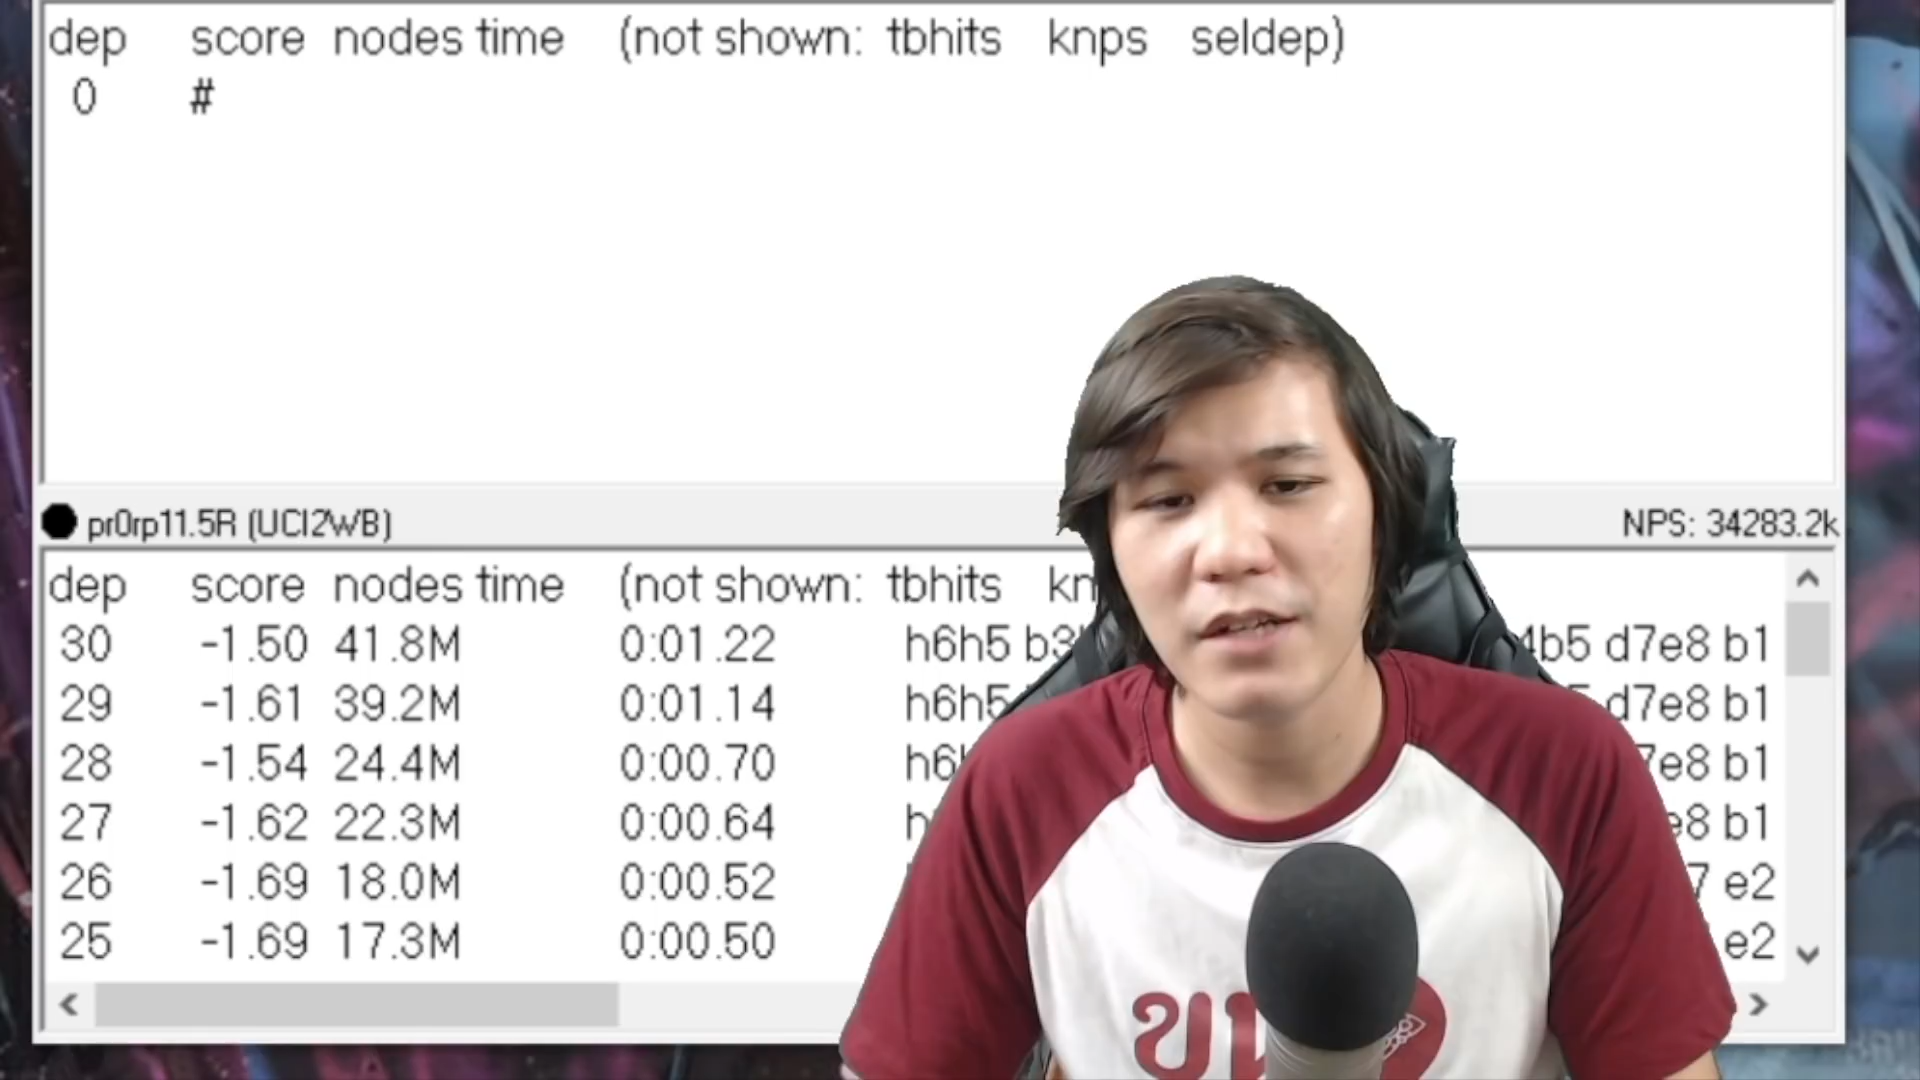 dep score nodes time (not shown: tbhits knps seldep)
0 #
pr0rp11.5R (UCI2WB) NPS: 34283.2k
dep score nodes time (not shown: tbhits
30 -1.50 41.8M 0:01.22 h6h5 d7e8 b1
29 -1.61 39.2M 0:01.14 h6h5 d7e8 b1
28 -1.54 24.4M 0:00.70 b1
27 -1.62 22.3M 0:00.64 b1
26 -1.69 18.0M 0:00.52 e2
25 -1.69 17.3M 0:00.50 e2